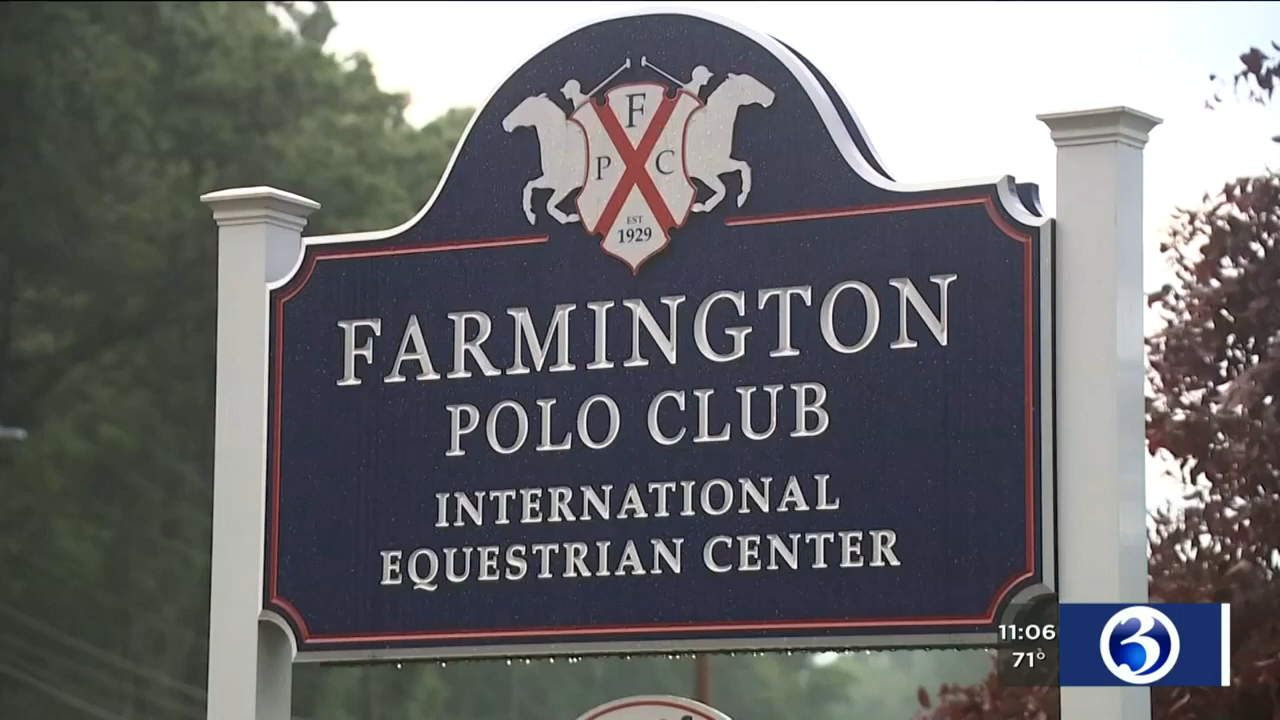 F
P C
EST
1929
FARMINGTON
POLO CLUB
INTERNATIONAL
EQUESTRIAN CENTER
11:06
71°
3